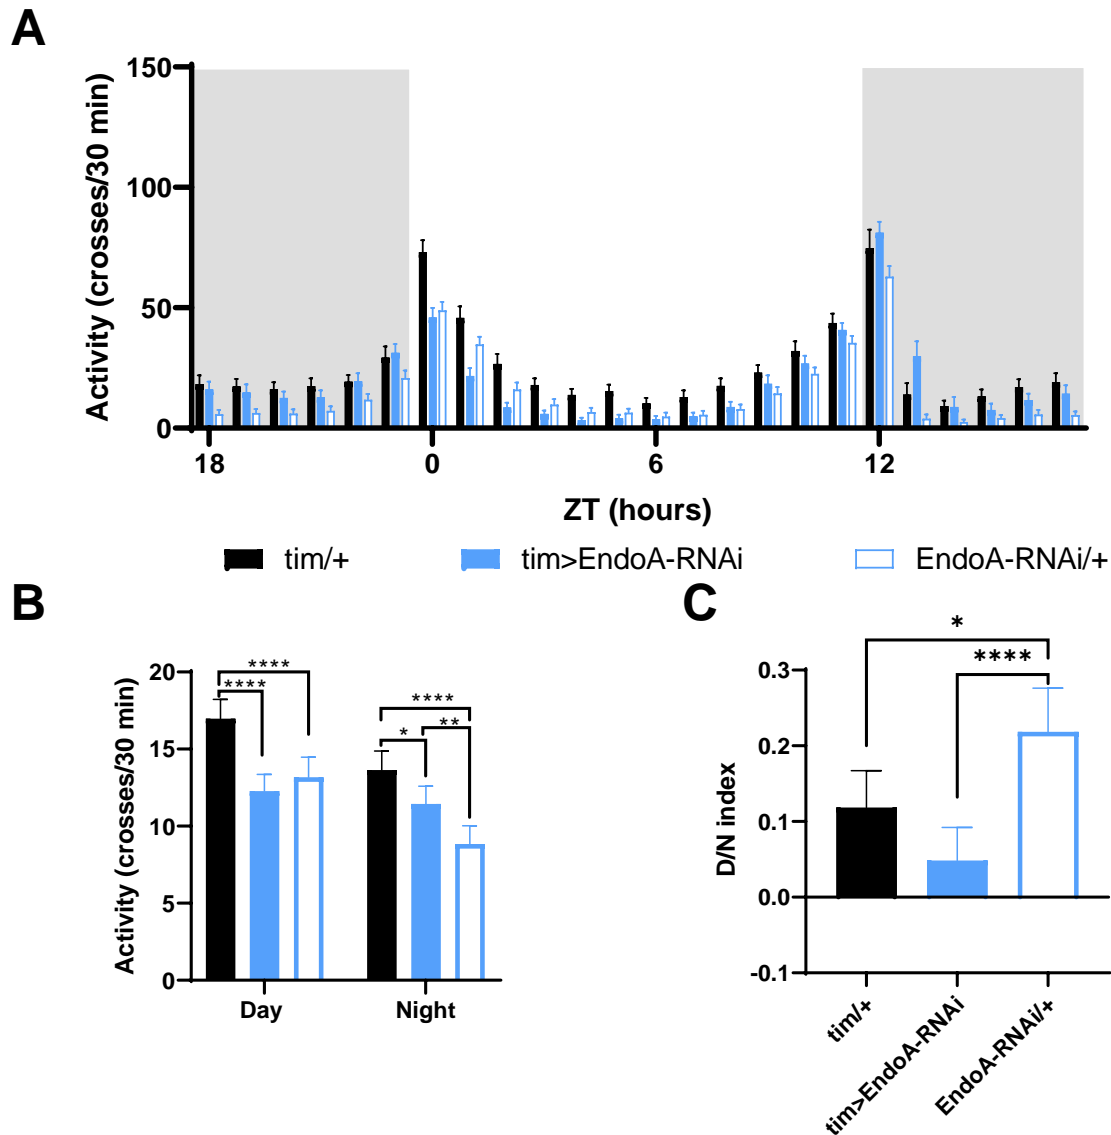 A
Activity (crosses/30 min)
150
100
50
0
18
0
6
12
ZT (hours)
tim/+
tim>EndoA-RNAi
EndoA-RNAi/+
B
Activity (crosses/30 min)
20
15
10
5
0
****
****
****
*
**
Day
Night
C
D/N index
0.3
0.2
0.1
0.0
-0.1
*
****
tim/+
tim>EndoA-RNAi
EndoA-RNAi/+